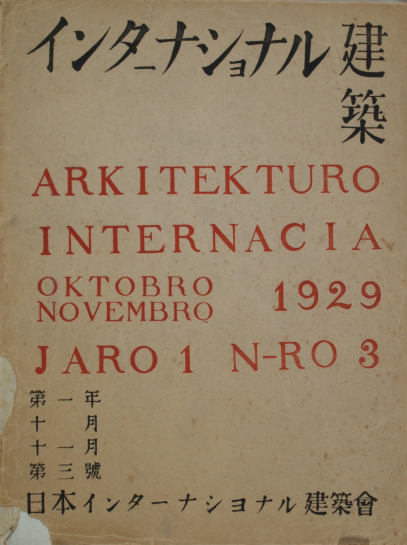 インターナショナル建築
ARKITEKTURO
INTERNACIA
OKTOBRO
NOVEMBRO 1929
JARO 1 N-RO 3
第一年
十月
十一月
第三號
日本インターナショナル建築會